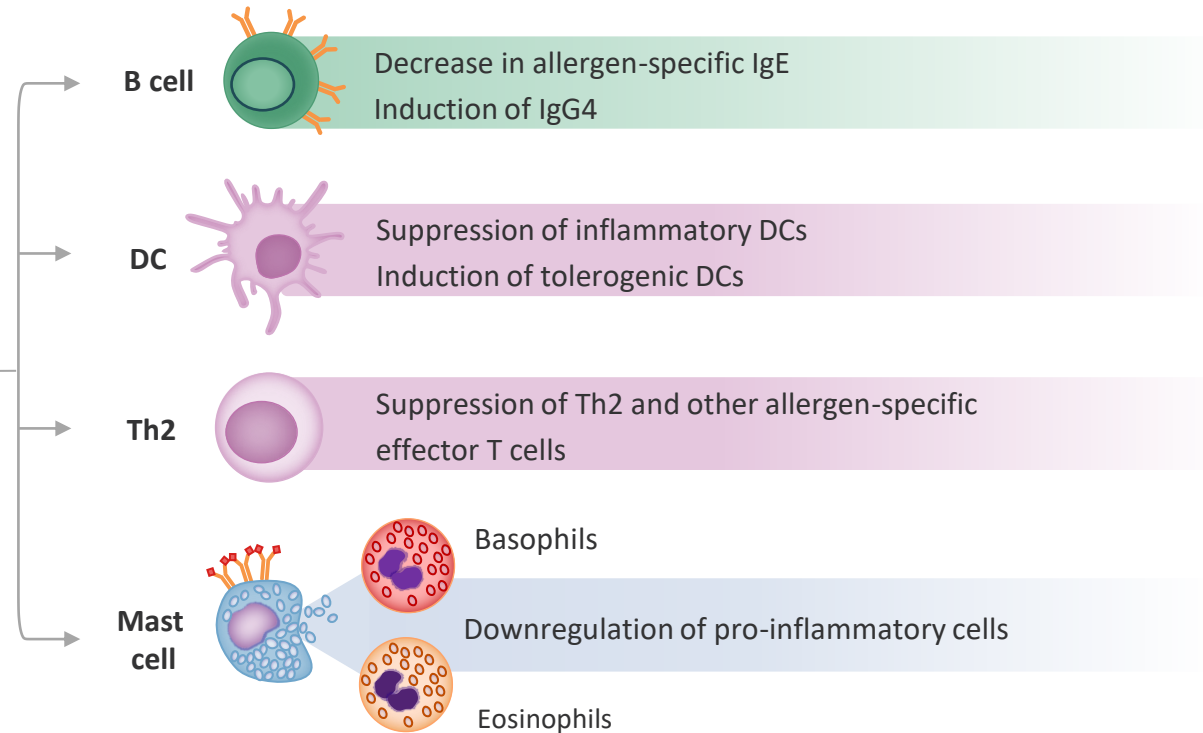 B cell
Decrease in allergen-specific IgE
Induction of IgG4
DC
Suppression of inflammatory DCs
Induction of tolerogenic DCs
Th2
Suppression of Th2 and other allergen-specific
effector T cells
Basophils
Mast
cell
Downregulation of pro-inflammatory cells
Eosinophils